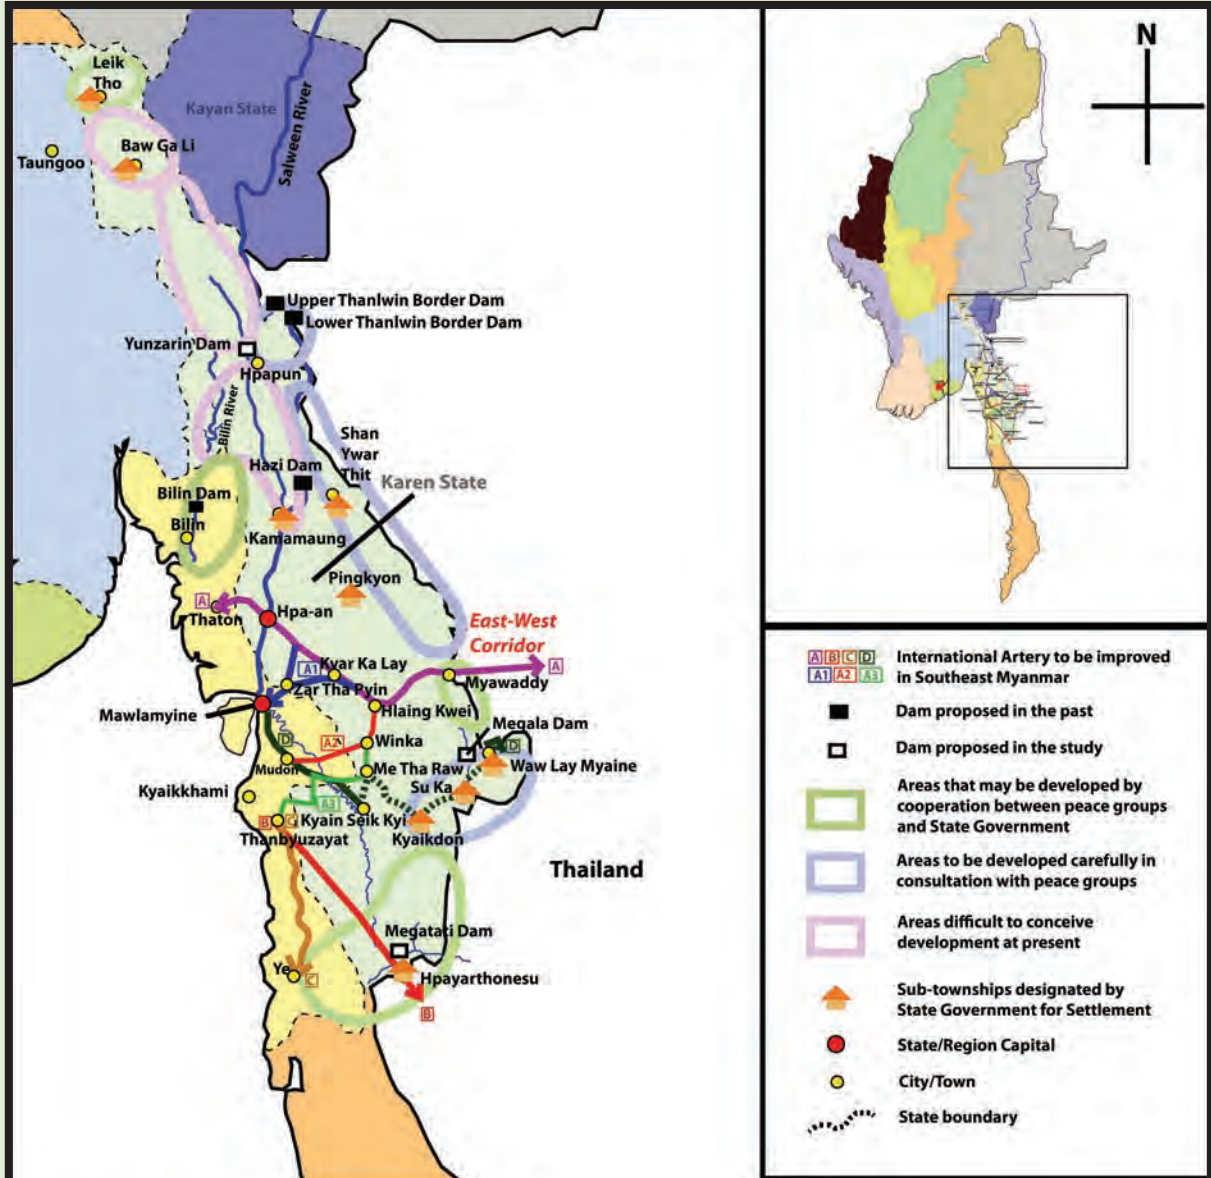 Leik
Tho
Kayan State
Salween River
Baw Ga Li
Taungoo
Upper Thanlwin Border Dam
Lower Thanlwin Border Dam
Yunzarin Dam
Hpapun
Bilin River
Shan
Ywar
Thit
Hazi Dam
Karen State
Bilin Dam
Bilin
Kamamaung
Pingkyon
A
Thaton
Hpa-an
East-West
Corridor
A
A1
Kyar Ka Lay
Zar Tha Pyin
Myawaddy
Mawlamyine
Hlaing Kwei
Megala Dam
D
A2
Winka
D
Mudon
Me Tha Raw
Waw Lay Myaine
Su Ka
Kyaikkhami
A3
B
C
Kyain Seik Kyi
Thanbyuzayat
Kyaikdon
Thailand
Megatati Dam
Ye
C
Hpayarthonesu
B
N
A B C D
A1 A2 A3
International Artery to be improved
in Southeast Myanmar
Dam proposed in the past
Dam proposed in the study
Areas that may be developed by
cooperation between peace groups
and State Government
Areas to be developed carefully in
consultation with peace groups
Areas difficult to conceive
development at present
Sub-townships designated by
State Government for Settlement
State/Region Capital
City/Town
State boundary